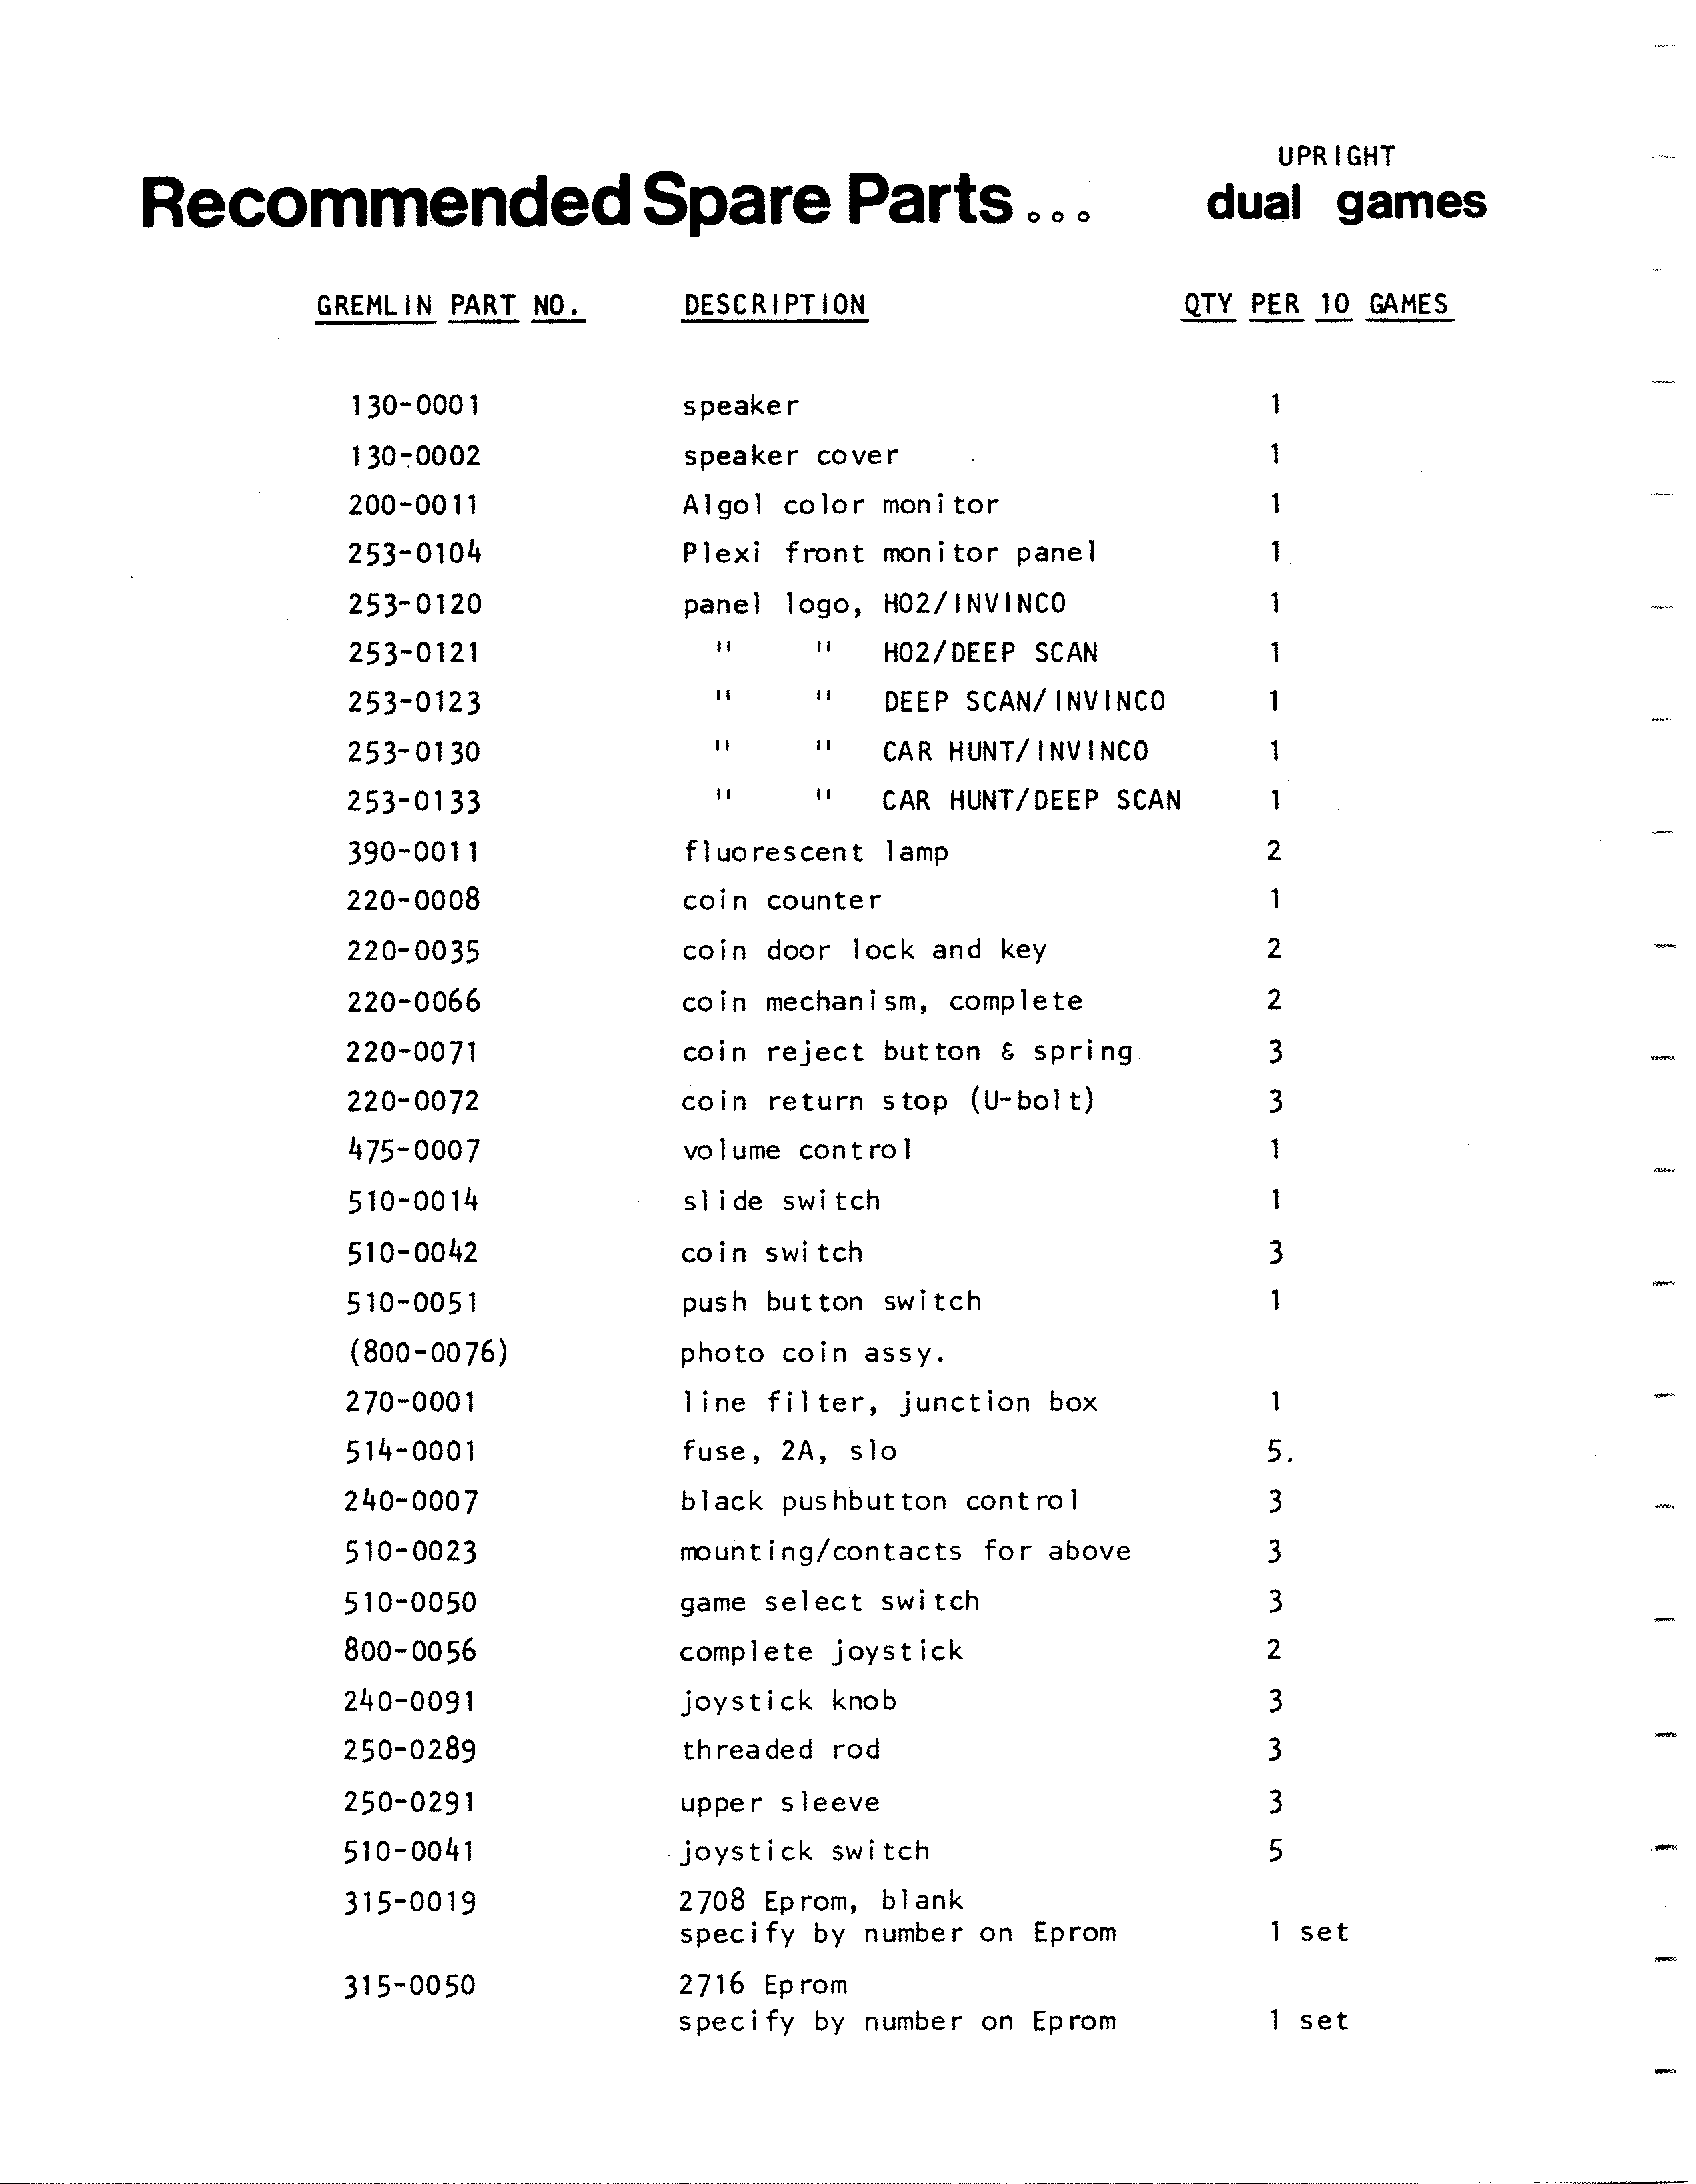 UPRIGHT
Recommended Spare Parts... dual games
GREMLIN PART NO. DESCRIPTION QTY PER 10 GAMES
130-0001 speaker 1
130-0002 speaker cover 1
200-0011 Algol color monitor 1
253-0104 Plexi front monitor panel 1
253-0120 panel logo, HO2/INVINCO 1
253-0121 " " HO2/DEEP SCAN 1
253-0123 " " DEEP SCAN/INVINCO 1
253-0130 " " CAR HUNT/INVINCO 1
253-0133 " " CAR HUNT/DEEP SCAN 1
390-0011 fluorescent lamp 2
220-0008 coin counter 1
220-0035 coin door lock and key 2
220-0066 coin mechanism, complete 2
220-0071 coin reject button & spring 3
220-0072 coin return stop (U-bolt) 3
475-0007 volume control 1
510-0014 slide switch 1
510-0042 coin switch 3
510-0051 push button switch 1
(800-0076) photo coin assy.
270-0001 line filter, junction box 1
514-0001 fuse, 2A, slo 5.
240-0007 black pushbutton control 3
510-0023 mounting/contacts for above 3
510-0050 game select switch 3
800-0056 complete joystick 2
240-0091 joystick knob 3
250-0289 threaded rod 3
250-0291 upper sleeve 3
510-0041 joystick switch 5
315-0019 2708 Eprom, blank
specify by number on Eprom 1 set
315-0050 2716 Eprom
specify by number on Eprom 1 set